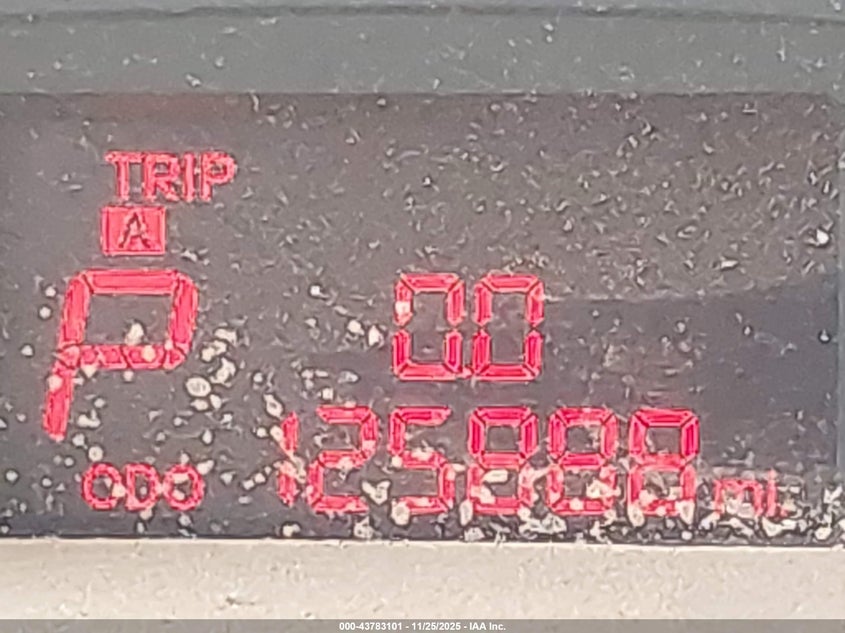 TRIP
A
P
0.0
ODO 125888 mi.
000-43783101 - 11/25/2025 - IAA Inc.